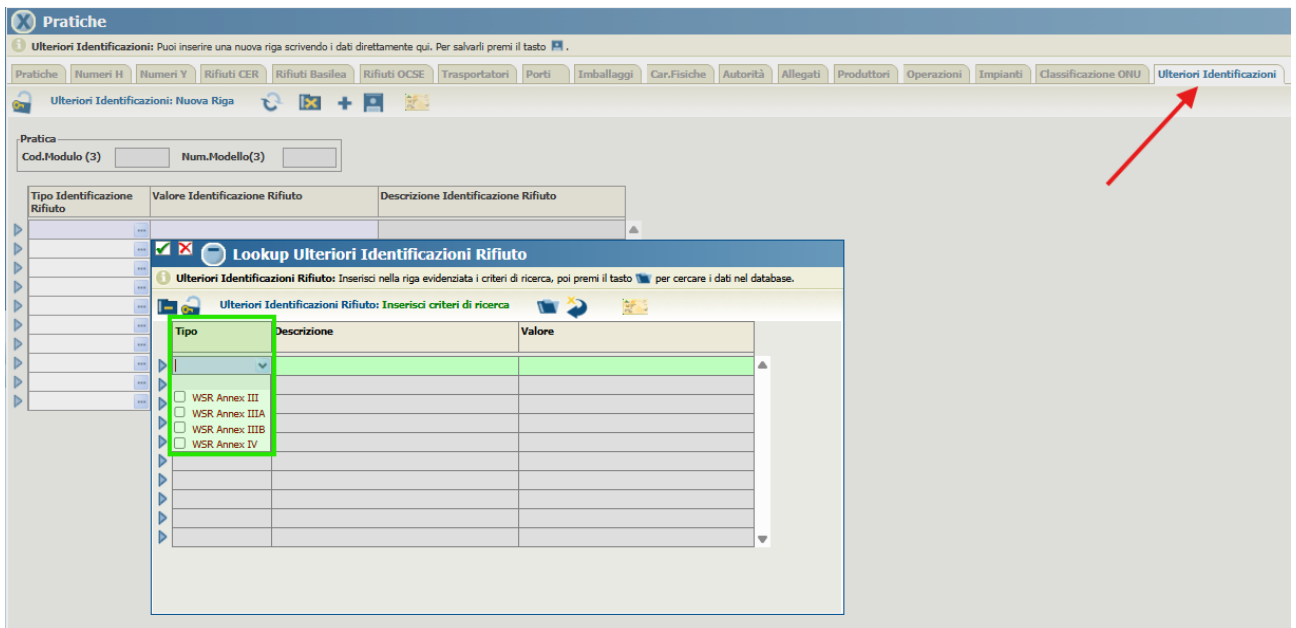 Pratiche
Ulteriori Identificazioni: Puoi inserire una nuova riga scrivendo i dati direttamente qui. Per salvarli premi il tasto .
Pratiche Numeri H Numeri Y Rifiuti CER Rifiuti Basilea Rifiuti OCSE Trasportatori Porti Imballaggi Car.Fisiche Autorità Allegati Produttori Operazioni Impianti Classificazione ONU Ulteriori Identificazioni
Ulteriori Identificazioni: Nuova Riga
Pratica
Cod.Modulo (3) Num.Modello(3)
Tipo Identificazione Rifiuto Valore Identificazione Rifiuto Descrizione Identificazione Rifiuto
Lookup Ulteriori Identificazioni Rifiuto
Ulteriori Identificazioni Rifiuto: Inserisci nella riga evidenziata i criteri di ricerca, poi premi il tasto per cercare i dati nel database.
Ulteriori Identificazioni Rifiuto: Inserisci criteri di ricerca
Tipo Descrizione Valore
WSR Annex III
WSR Annex IIIA
WSR Annex IIIB
WSR Annex IV